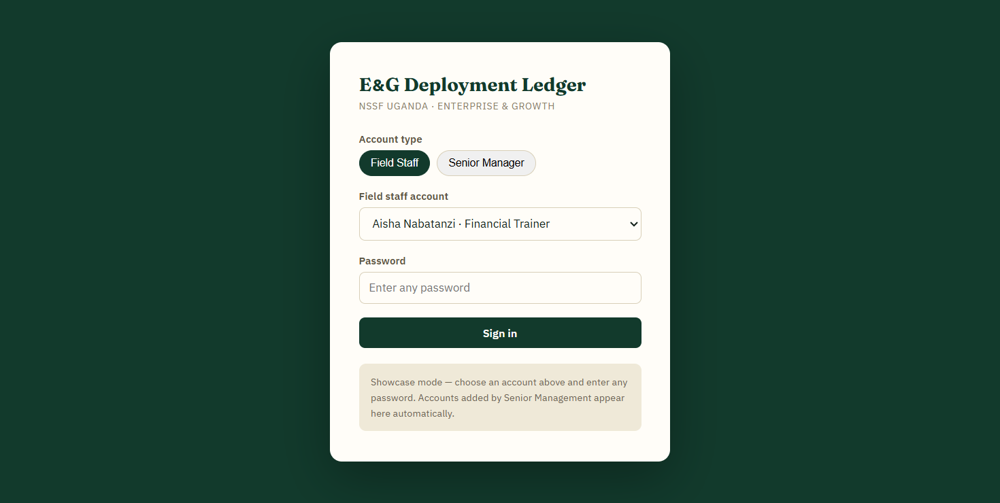 E&G Deployment Ledger
NSSF UGANDA · ENTERPRISE & GROWTH
Account type
Field Staff
Senior Manager
Field staff account
Aisha Nabatanzi · Financial Trainer
Password
Enter any password
Sign in
Showcase mode — choose an account above and enter any
password. Accounts added by Senior Management appear
here automatically.